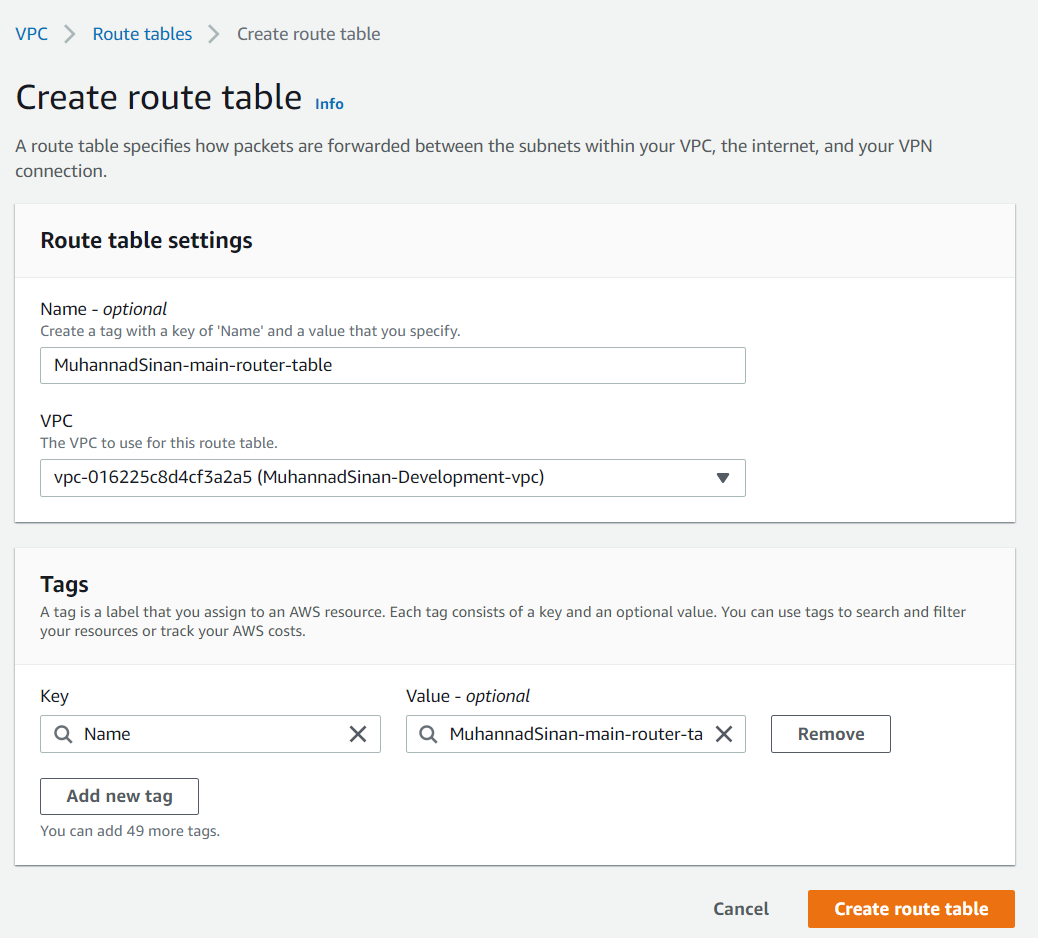 VPC > Route tables > Create route table
Create route table Info
A route table specifies how packets are forwarded between the subnets within your VPC, the internet, and your VPN
connection.
Route table settings
Name - optional
Create a tag with a key of 'Name' and a value that you specify.
MuhannadSinan-main-router-table
VPC
The VPC to use for this route table.
vpc-016225c8d4cf3a2a5 (MuhannadSinan-Development-vpc)
Tags
A tag is a label that you assign to an AWS resource. Each tag consists of a key and an optional value. You can use tags to search and filter
your resources or track your AWS costs.
Key Value - optional
Name MuhannadSinan-main-router-ta Remove
Add new tag
You can add 49 more tags.
Cancel Create route table